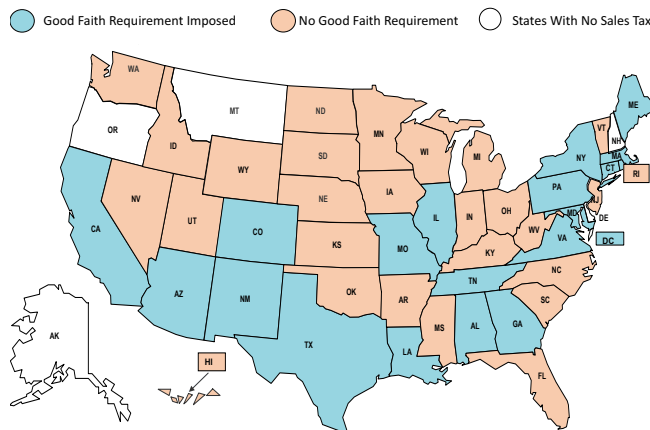 Good Faith Requirement Imposed No Good Faith Requirement States With No Sales Tax
WA
MT
ND
MN
ME
OR
ID
SD
WI
MI
VT
NH
NY
MA
CT
RI
WY
IA
PA
NJ
NV
UT
NE
IL
IN
OH
MD
DE
CA
CO
KS
MO
WV
VA
DC
KY
AZ
NM
OK
AR
TN
NC
SC
TX
LA
MS
AL
GA
FL
AK
HI